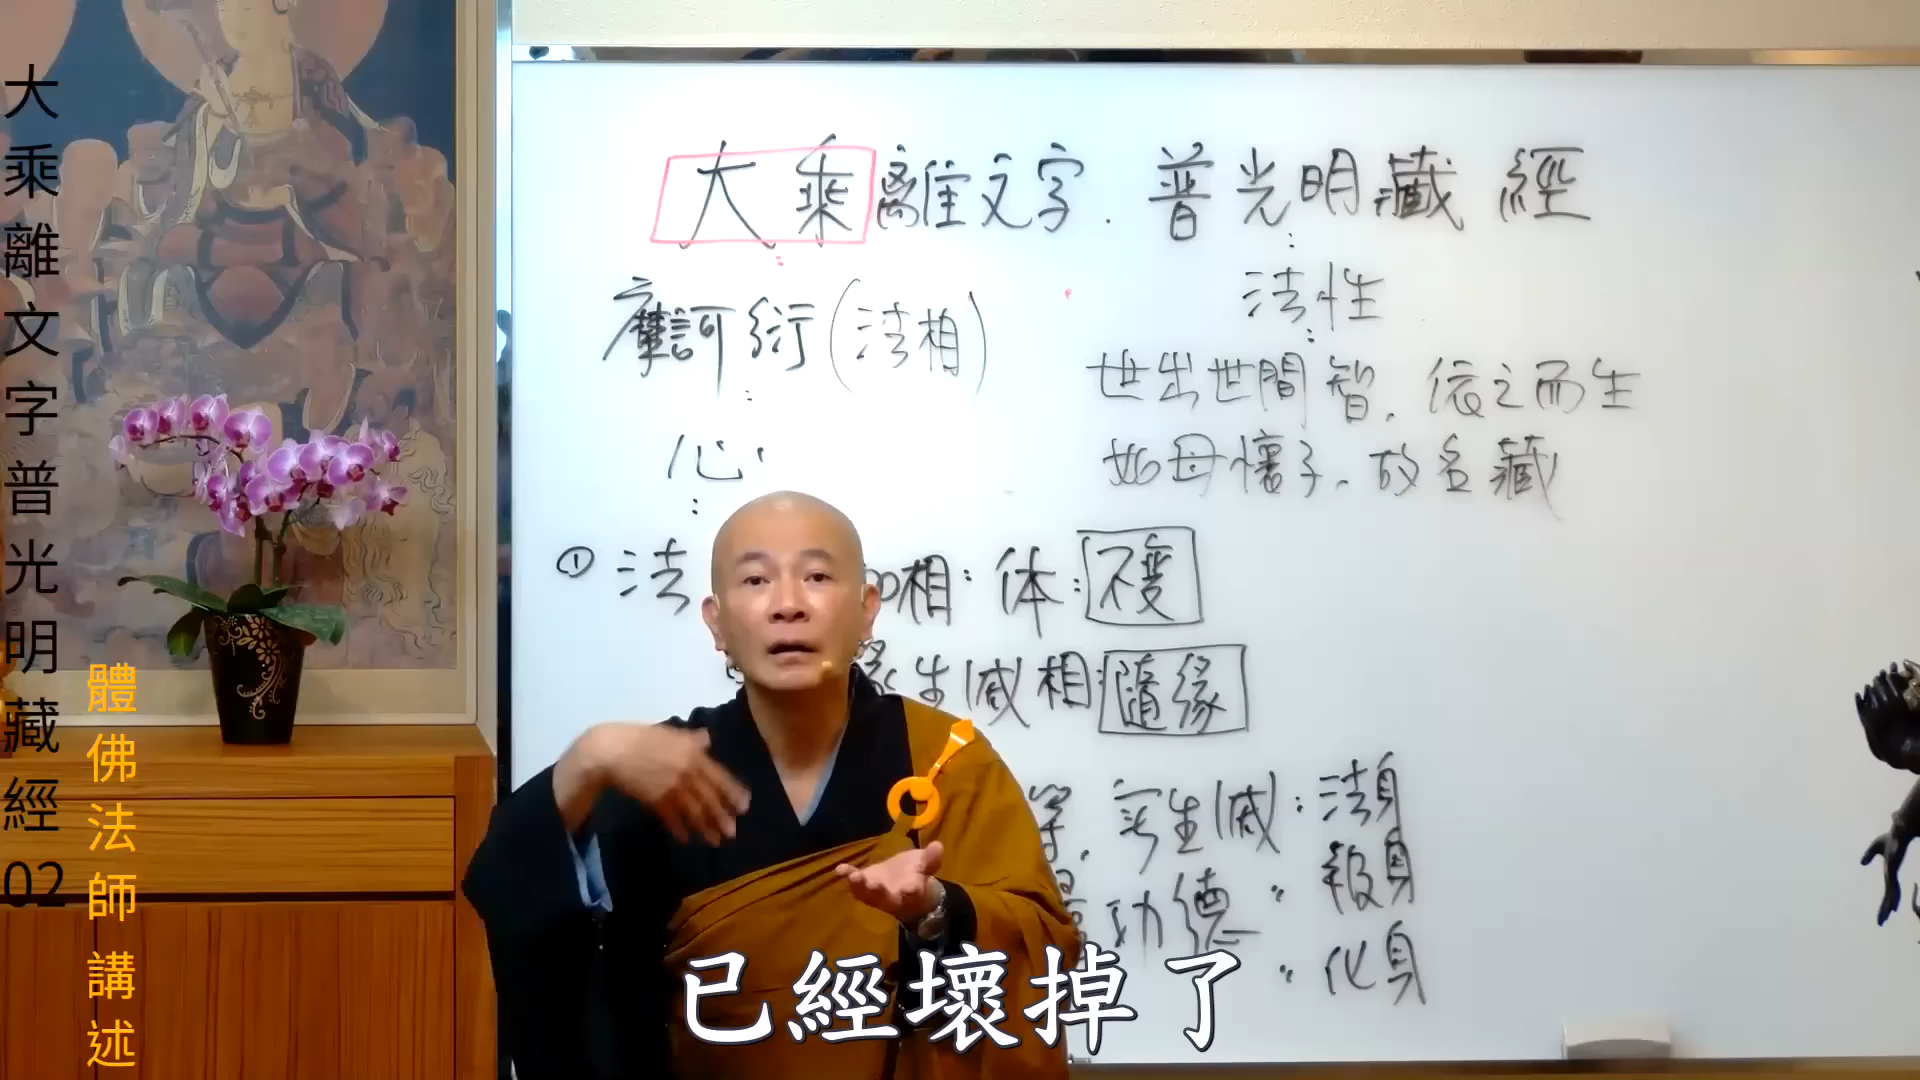 大乘離文字普光明藏經02
體佛法師講述
大乘離文字.普光明藏經
摩訶衍(法相)
心
法性
世出世間智,依之而生
如母懷子,故名藏
①法
相:体:不变
生滅相:隨緣
生滅:法身
功德〃報身
〃化身
已經壞掉了